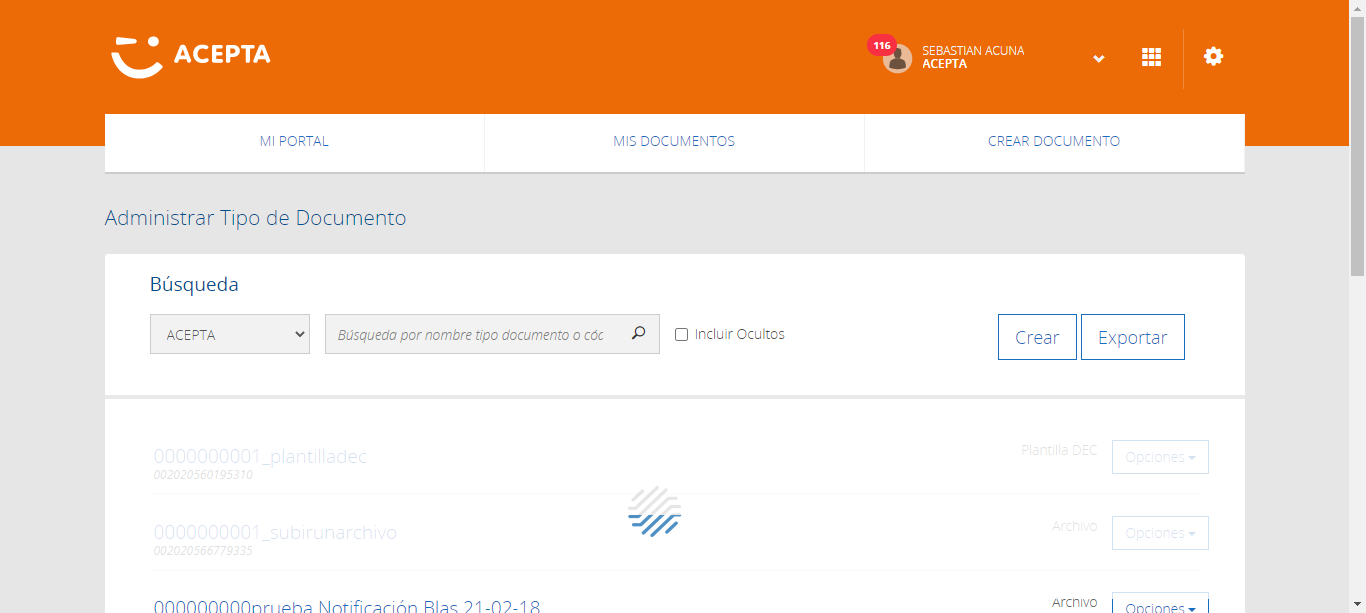 ACEPTA
116
SEBASTIAN ACUNA
ACEPTA
MI PORTAL
MIS DOCUMENTOS
CREAR DOCUMENTO
Administrar Tipo de Documento
Búsqueda
ACEPTA
Búsqueda por nombre tipo documento o cóc
Incluir Ocultos
Crear
Exportar
0000000001_plantilladec
Plantilla DEC
Opciones
002020560195310
0000000001_subirunarchivo
Archivo
Opciones
002020566779335
000000000prueba Notificación Blas 21-02-18
Archivo
Opciones